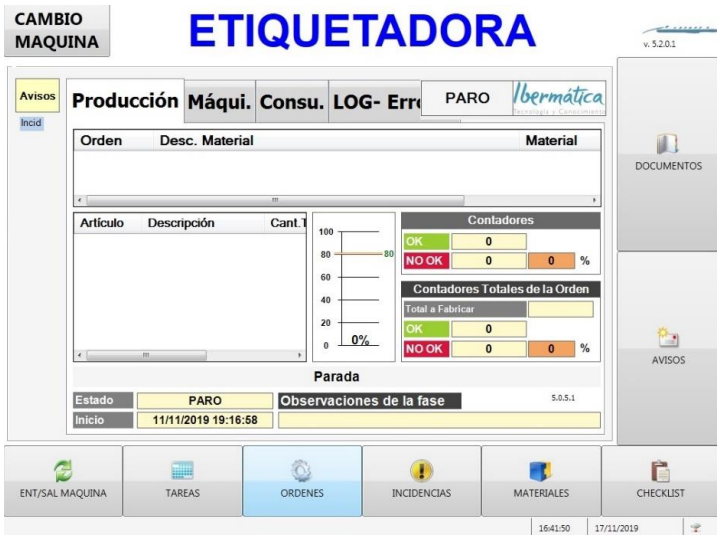 CAMBIO
MAQUINA
ETIQUETADORA
v. 5.2.0.1
Avisos
Incid
Producción Máqui. Consu. LOG- Erro
PARO
Ibermática
Tecnología y Conocimiento
Orden Desc. Material Material
Artículo Descripción Cant.T
100
80
60
40
20
0
80
0%
Contadores
OK 0
NO OK 0 0 %
Contadores Totales de la Orden
Total a Fabricar
OK 0
NO OK 0 0 %
Parada
Estado PARO Observaciones de la fase 5.0.5.1
Inicio 11/11/2019 19:16:58
DOCUMENTOS
AVISOS
ENT/SAL MAQUINA TAREAS ORDENES INCIDENCIAS MATERIALES CHECKLIST
16:41:50 17/11/2019